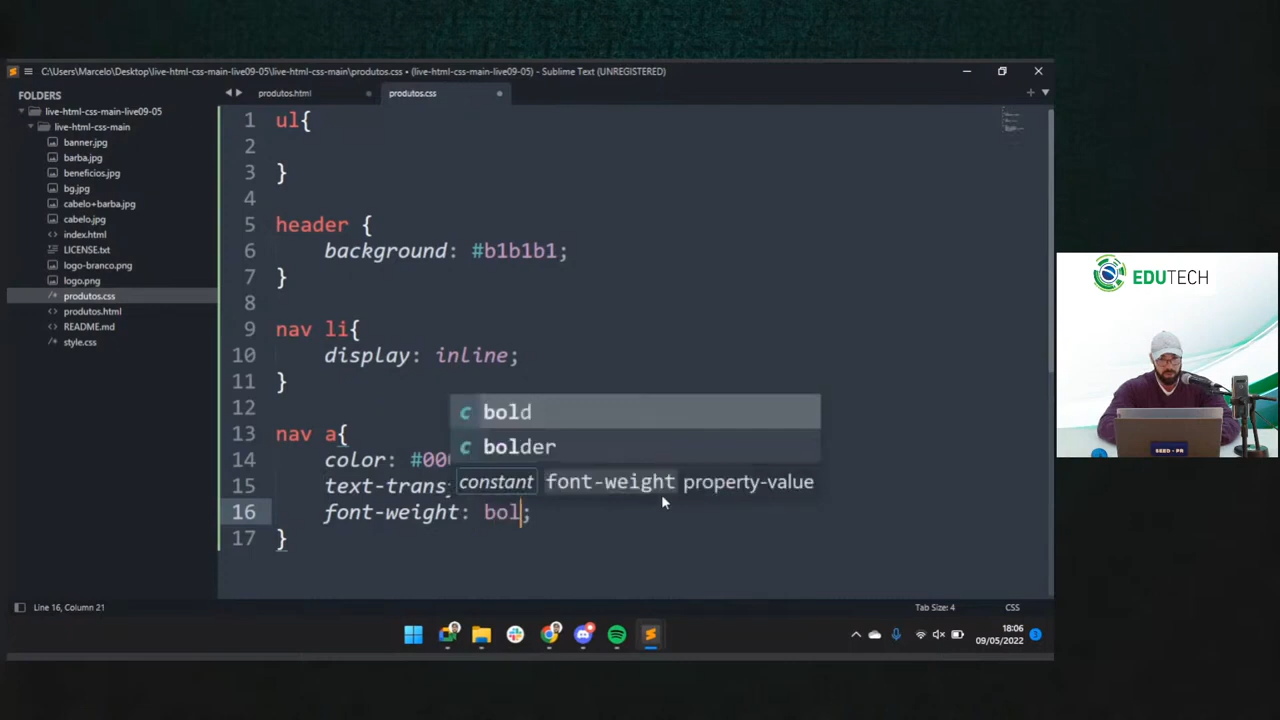 C:\Users\Marcelo\Desktop\live-html-css-main-live09-05\live-html-css-main\produtos.css • (live-html-css-main-live09-05) - Sublime Text (UNREGISTERED)
FOLDERS
live-html-css-main-live09-05
live-html-css-main
banner.jpg
barba.jpg
beneficios.jpg
bg.jpg
cabelo+barba.jpg
cabelo.jpg
index.html
LICENSE.txt
logo-branco.png
logo.png
produtos.css
produtos.html
README.md
style.css
produtos.html
produtos.css
1 ul{
2
3 }
4
5 header {
6 background: #b1b1b1;
7 }
8
9 nav li{
10 display: inline;
11 }
12
13 nav a{
14 color: #000
15 text-trans
16 font-weight: bol;
17 }
c bold
c bolder
constant font-weight property-value
Line 16, Column 21
Tab Size: 4
CSS
18:06
09/05/2022
EDUTECH
SEED - PR